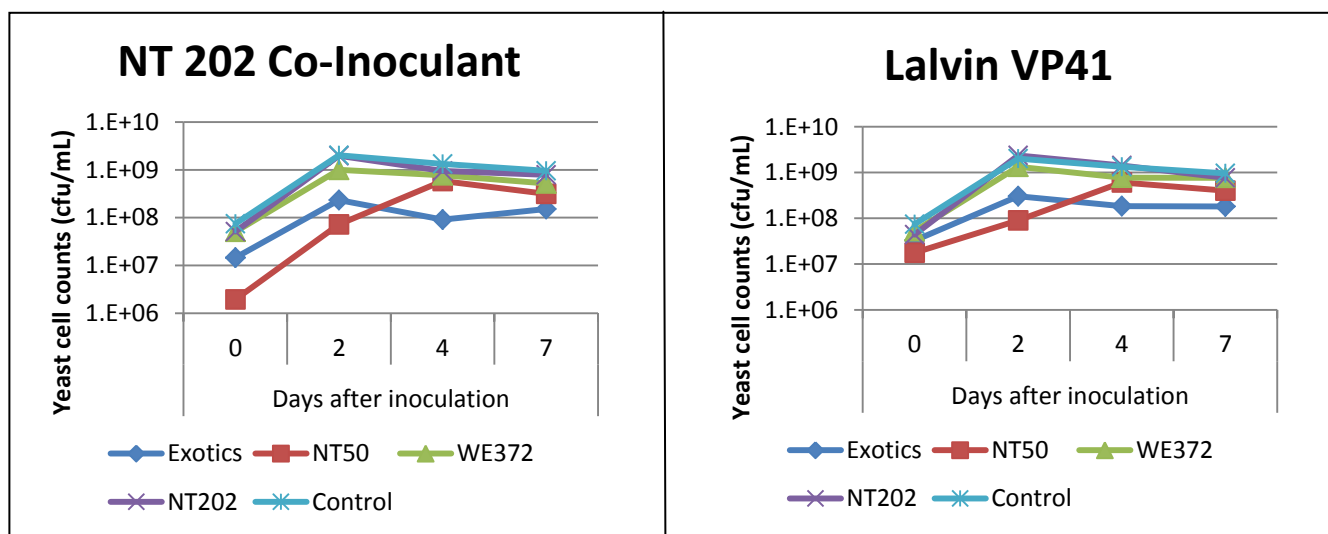 NT 202 Co-Inoculant
Yeast cell counts (cfu/mL)
1.E+10
1.E+09
1.E+08
1.E+07
1.E+06
0 2 4 7
Days after inoculation
Exotics NT50 WE372
NT202 Control
Lalvin VP41
Yeast cell counts (cfu/mL)
1.E+10
1.E+09
1.E+08
1.E+07
1.E+06
0 2 4 7
Days after inoculation
Exotics NT50 WE372
NT202 Control